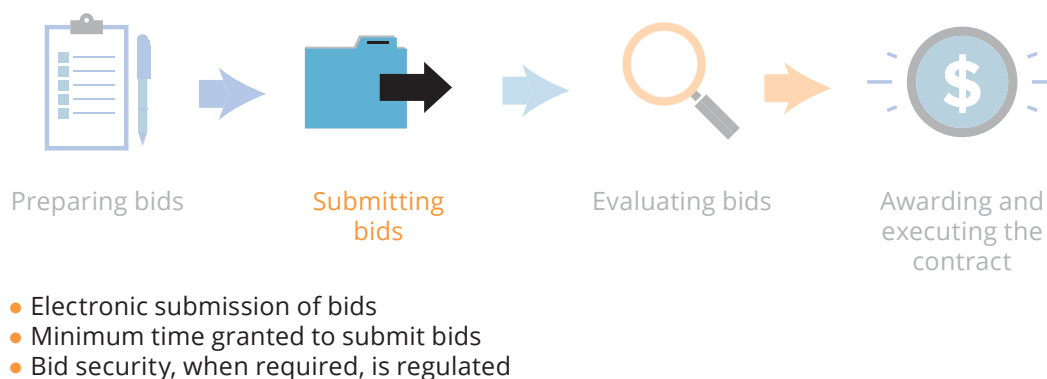 $
Preparing bids
Submitting
bids
Evaluating bids
Awarding and
executing the
contract
• Electronic submission of bids
• Minimum time granted to submit bids
• Bid security, when required, is regulated